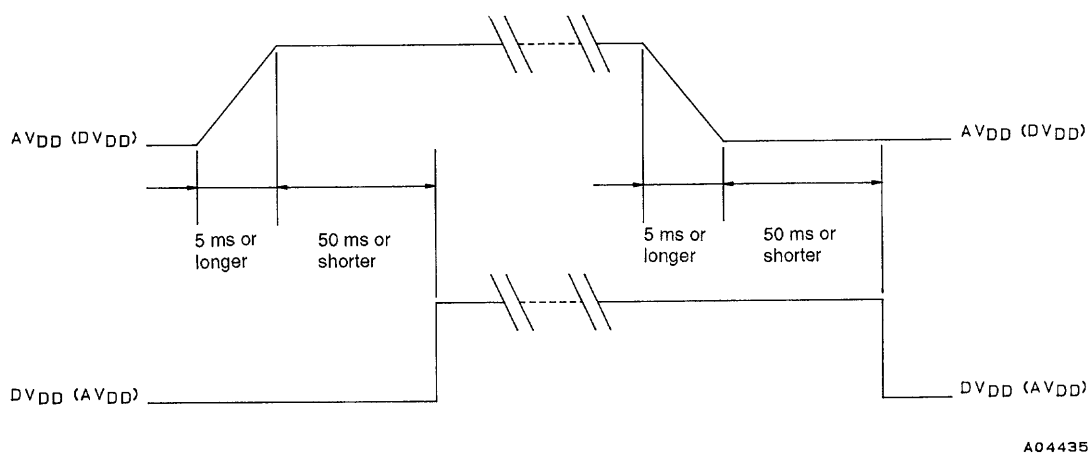 AVDD (DVDD)
AVDD (DVDD)
5 ms or
longer
50 ms or
shorter
5 ms or
longer
50 ms or
shorter
DVDD (AVDD)
DVDD (AVDD)
A04435